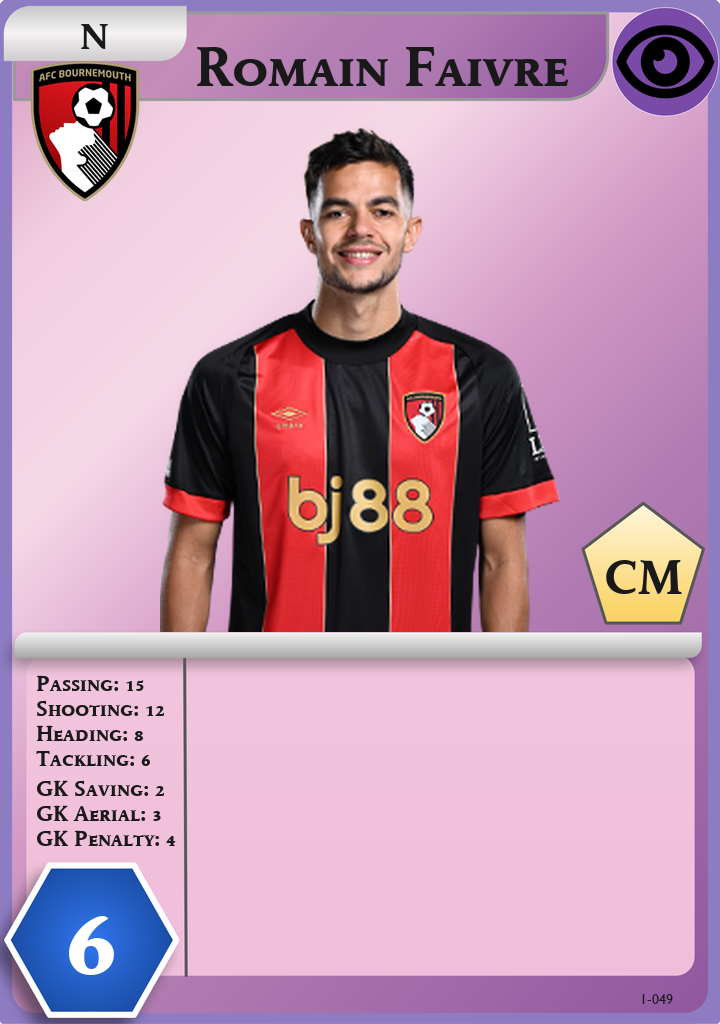 N
Romain Faivre
AFC BOURNEMOUTH
bj88
CM
Passing: 15
Shooting: 12
Heading: 8
Tackling: 6
GK Saving: 2
GK Aerial: 3
GK Penalty: 4
6
1-049